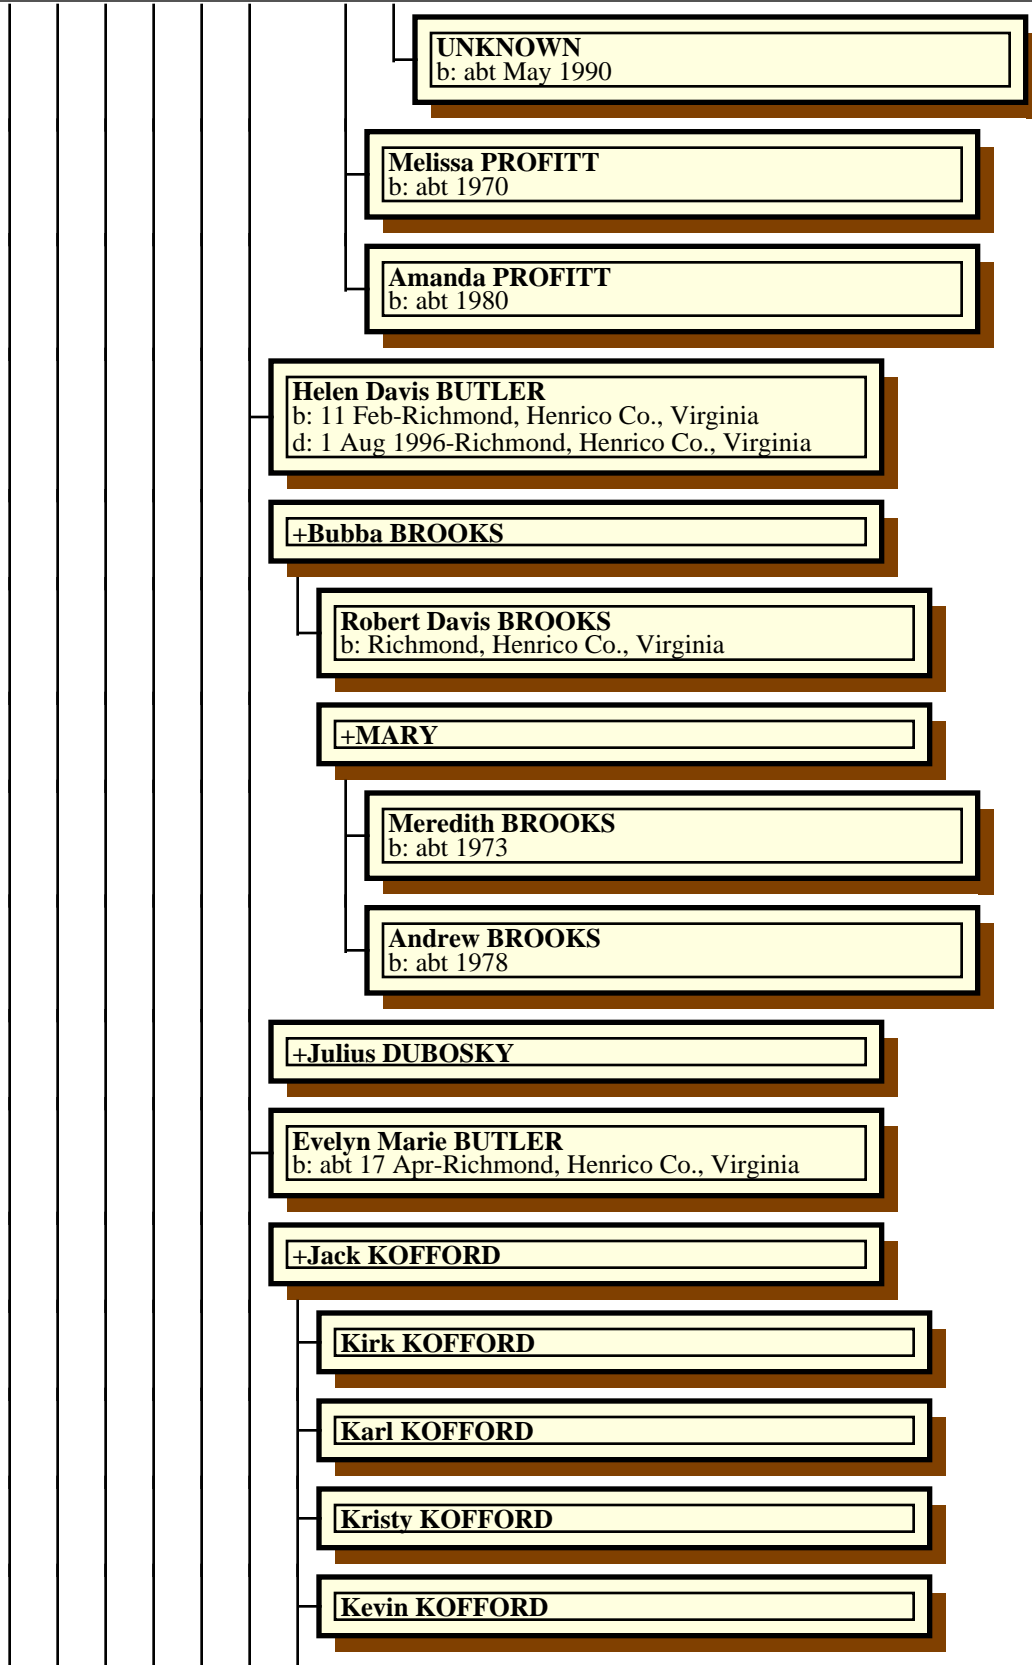 UNKNOWN
b: abt May 1990
Melissa PROFITT
b: abt 1970
Amanda PROFITT
b: abt 1980
Helen Davis BUTLER
b: 11 Feb-Richmond, Henrico Co., Virginia
d: 1 Aug 1996-Richmond, Henrico Co., Virginia
+Bubba BROOKS
Robert Davis BROOKS
b: Richmond, Henrico Co., Virginia
+MARY
Meredith BROOKS
b: abt 1973
Andrew BROOKS
b: abt 1978
+Julius DUBOSKY
Evelyn Marie BUTLER
b: abt 17 Apr-Richmond, Henrico Co., Virginia
+Jack KOFFORD
Kirk KOFFORD
Karl KOFFORD
Kristy KOFFORD
Kevin KOFFORD